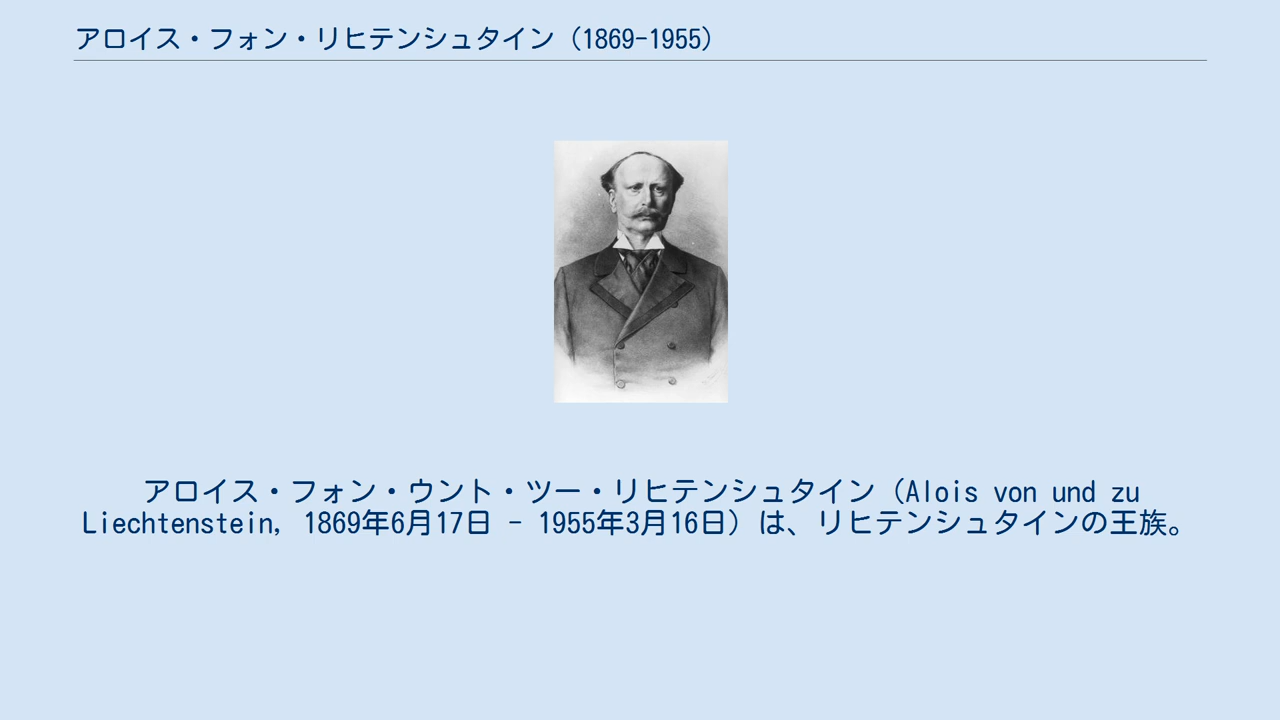 アロイス・フォン・リヒテンシュタイン（1869-1955）
アロイス・フォン・ウント・ツー・リヒテンシュタイン（Alois von und zu
Liechtenstein, 1869年6月17日 - 1955年3月16日）は、リヒテンシュタインの王族。